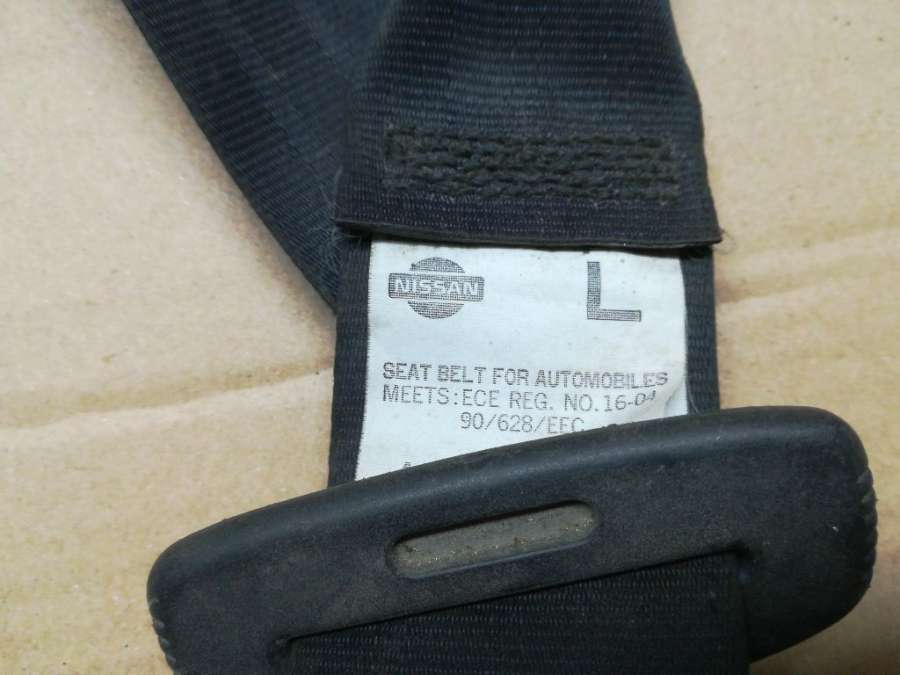 NISSAN L
SEAT BELT FOR AUTOMOBILES
MEETS:ECE REG. NO.16-04
90/628/EEC